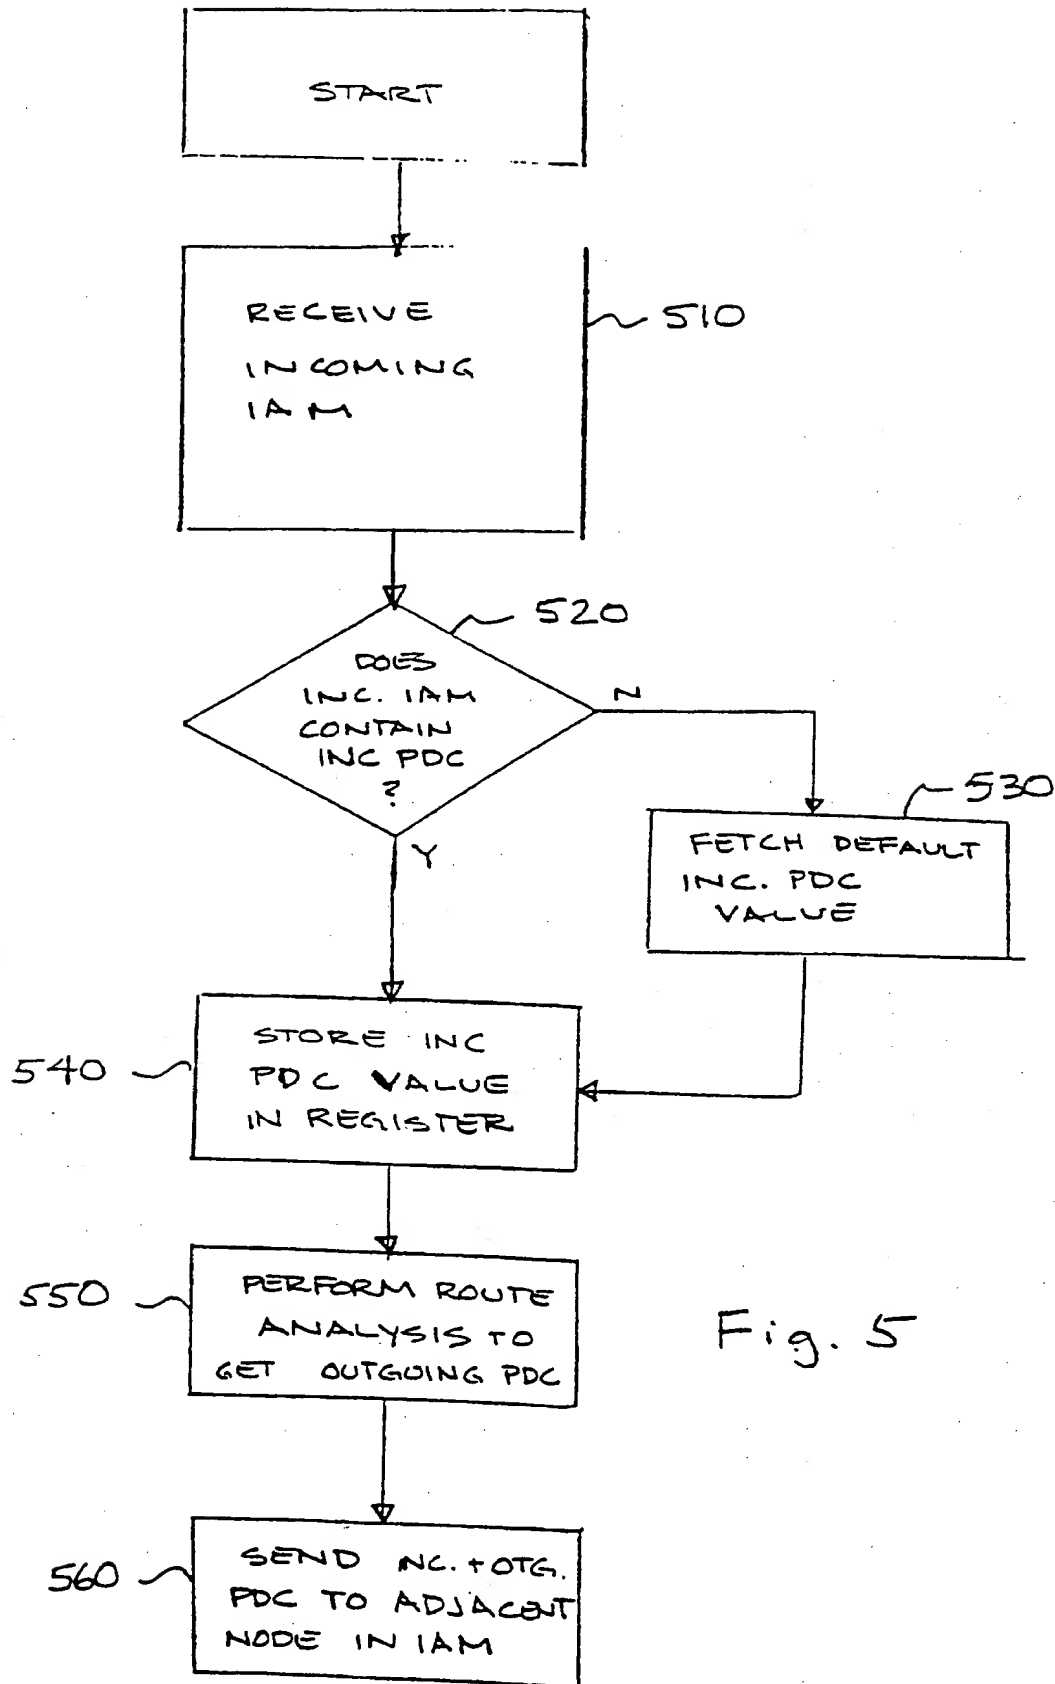 START
RECEIVE
INCOMING
IAM
510
520
DOES
INC. IAM
CONTAIN
INC PDC
?
N
Y
530
FETCH DEFAULT
INC. PDC
VALUE
540
STORE INC
PDC VALUE
IN REGISTER
550
PERFORM ROUTE
ANALYSIS TO
GET OUTGOING PDC
Fig. 5
560
SEND INC. + OTG.
PDC TO ADJACENT
NODE IN IAM